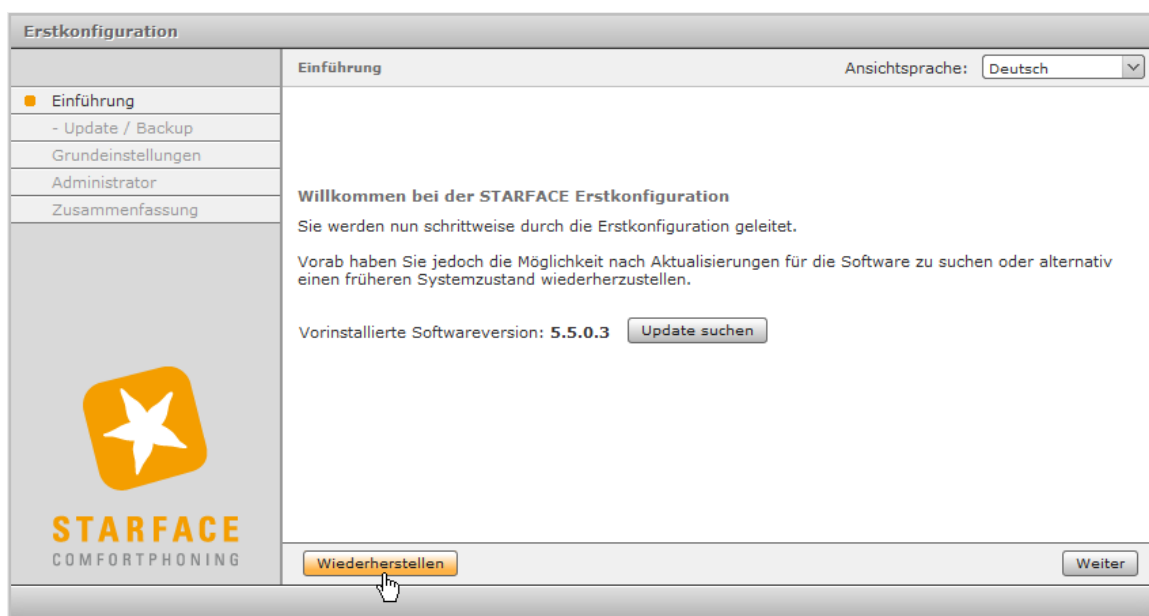 Erstkonfiguration
Einführung
Ansichtsprache: Deutsch
Einführung
- Update / Backup
Grundeinstellungen
Administrator
Zusammenfassung
Willkommen bei der STARFACE Erstkonfiguration
Sie werden nun schrittweise durch die Erstkonfiguration geleitet.
Vorab haben Sie jedoch die Möglichkeit nach Aktualisierungen für die Software zu suchen oder alternativ
einen früheren Systemzustand wiederherzustellen.
Vorinstallierte Softwareversion: 5.5.0.3 Update suchen
STARFACE
COMFORTPHONING
Wiederherstellen
Weiter